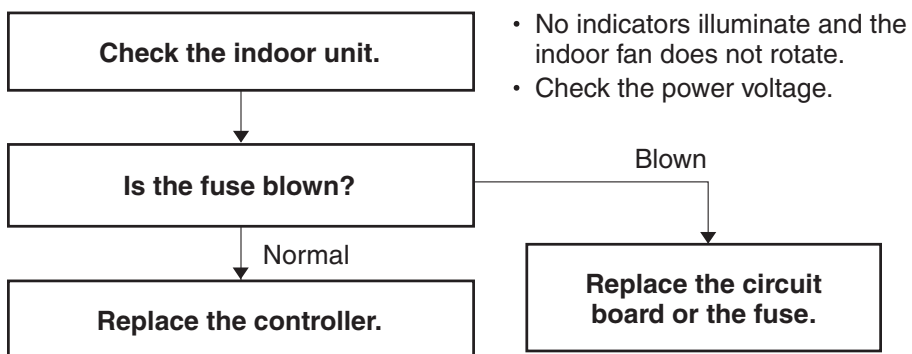 Check the indoor unit.
• No indicators illuminate and the
indoor fan does not rotate.
• Check the power voltage.
Is the fuse blown?
Blown
Normal
Replace the circuit
board or the fuse.
Replace the controller.